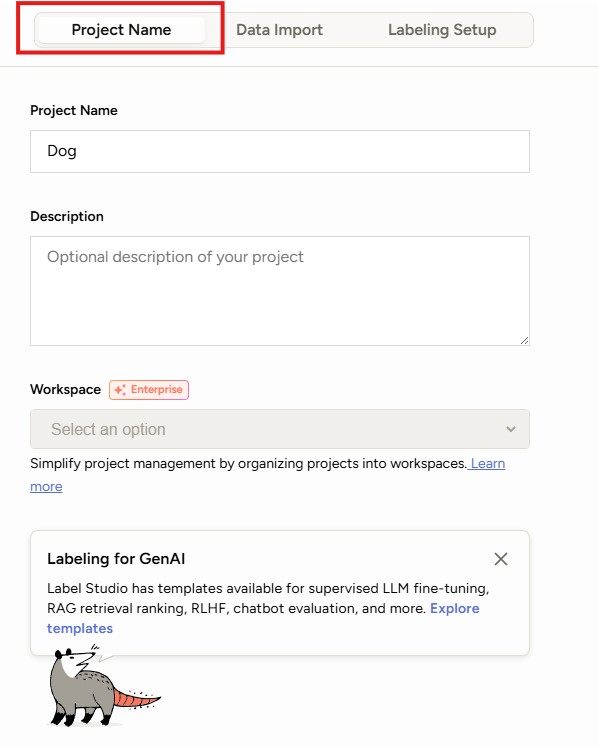 Project Name
Data Import
Labeling Setup
Project Name
Dog
Description
Optional description of your project
Workspace
Enterprise
Select an option
Simplify project management by organizing projects into workspaces. Learn
more
Labeling for GenAI
Label Studio has templates available for supervised LLM fine-tuning,
RAG retrieval ranking, RLHF, chatbot evaluation, and more. Explore
templates